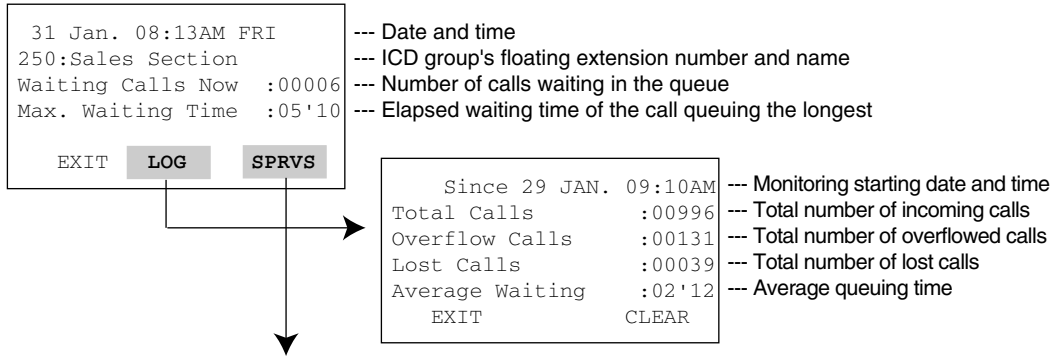 31 Jan. 08:13AM FRI --- Date and time
250:Sales Section --- ICD group's floating extension number and name
Waiting Calls Now :00006 --- Number of calls waiting in the queue
Max. Waiting Time :05'10 --- Elapsed waiting time of the call queuing the longest
EXIT LOG SPRVS
Since 29 JAN. 09:10AM --- Monitoring starting date and time
Total Calls :00996 --- Total number of incoming calls
Overflow Calls :00131 --- Total number of overflowed calls
Lost Calls :00039 --- Total number of lost calls
Average Waiting :02'12 --- Average queuing time
EXIT CLEAR